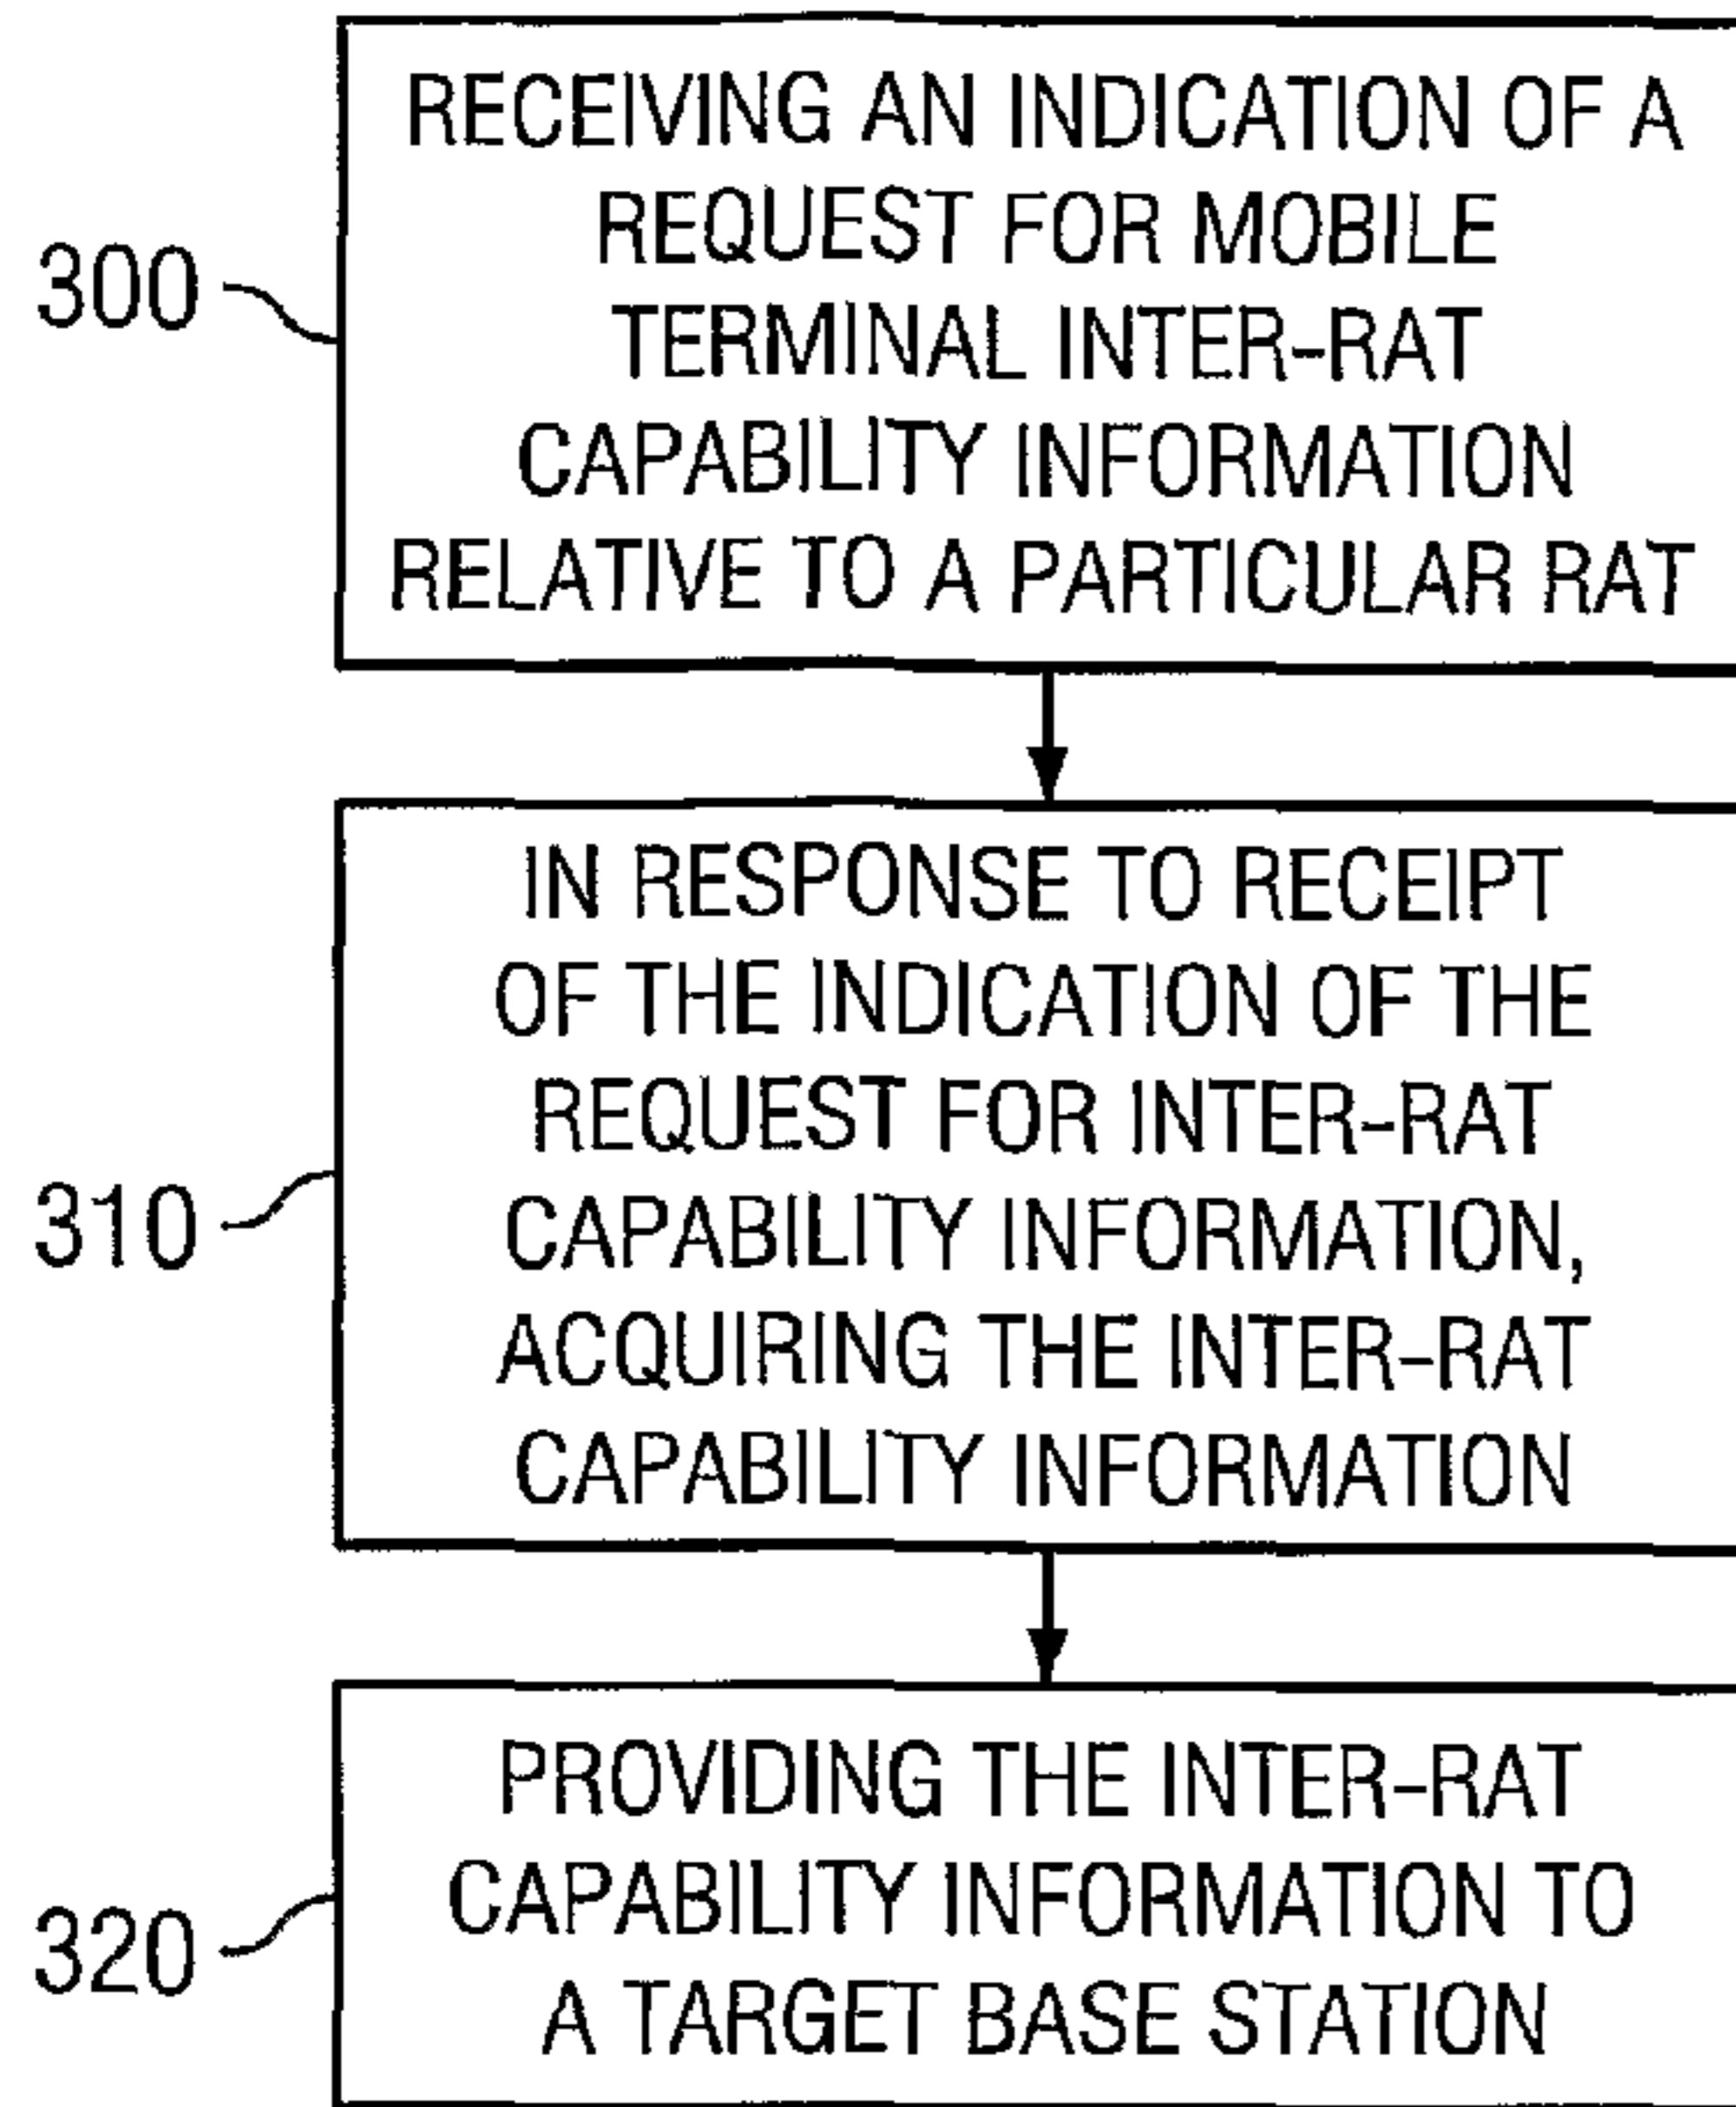 RECEIVING AN INDICATION OF A
REQUEST FOR MOBILE
300
TERMINAL INTER-RAT
CAPABILITY INFORMATION
RELATIVE TO A PARTICULAR RAT
IN RESPONSE TO RECEIPT
OF THE INDICATION OF THE
REQUEST FOR INTER-RAT
310
CAPABILITY INFORMATION,
ACQUIRING THE INTER-RAT
CAPABILITY INFORMATION
PROVIDING THE INTER-RAT
CAPABILITY INFORMATION TO
320
A TARGET BASE STATION